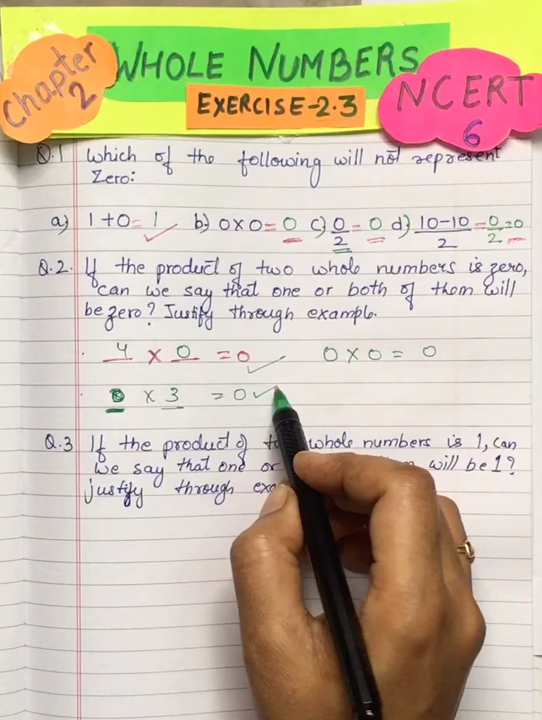 Chapter 2
WHOLE NUMBERS
EXERCISE-2.3
NCERT 6
Q.1 Which of the following will not represent
Zero:
a) 1+0=1 b) 0×0=0 c) 0/2=0 d) 10-10/2=0/2=0
Q.2. If the product of two whole numbers is zero,
can we say that one or both of them will
be zero? Justify through example.
4 × 0 = 0 0×0= 0
0 × 3 = 0
Q.3 If the product of whole numbers is 1, can
we say that one or will be 1?
justify through